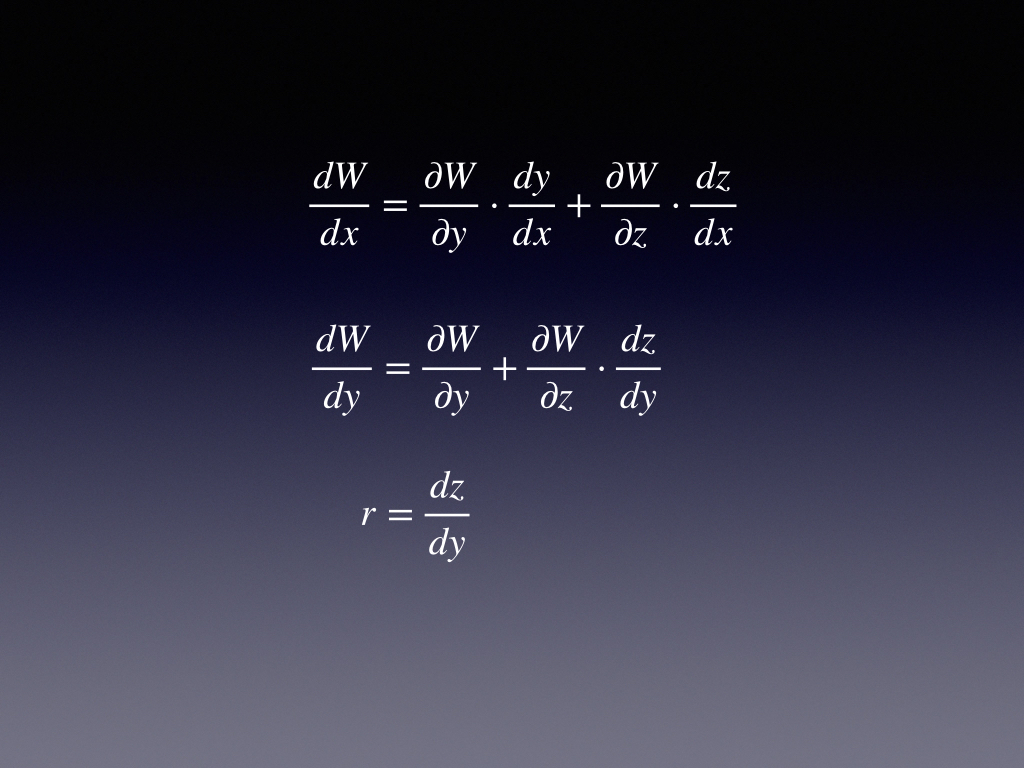 dW/dx = ∂W/∂y · dy/dx + ∂W/∂z · dz/dx
dW/dy = ∂W/∂y + ∂W/∂z · dz/dy
r = dz/dy